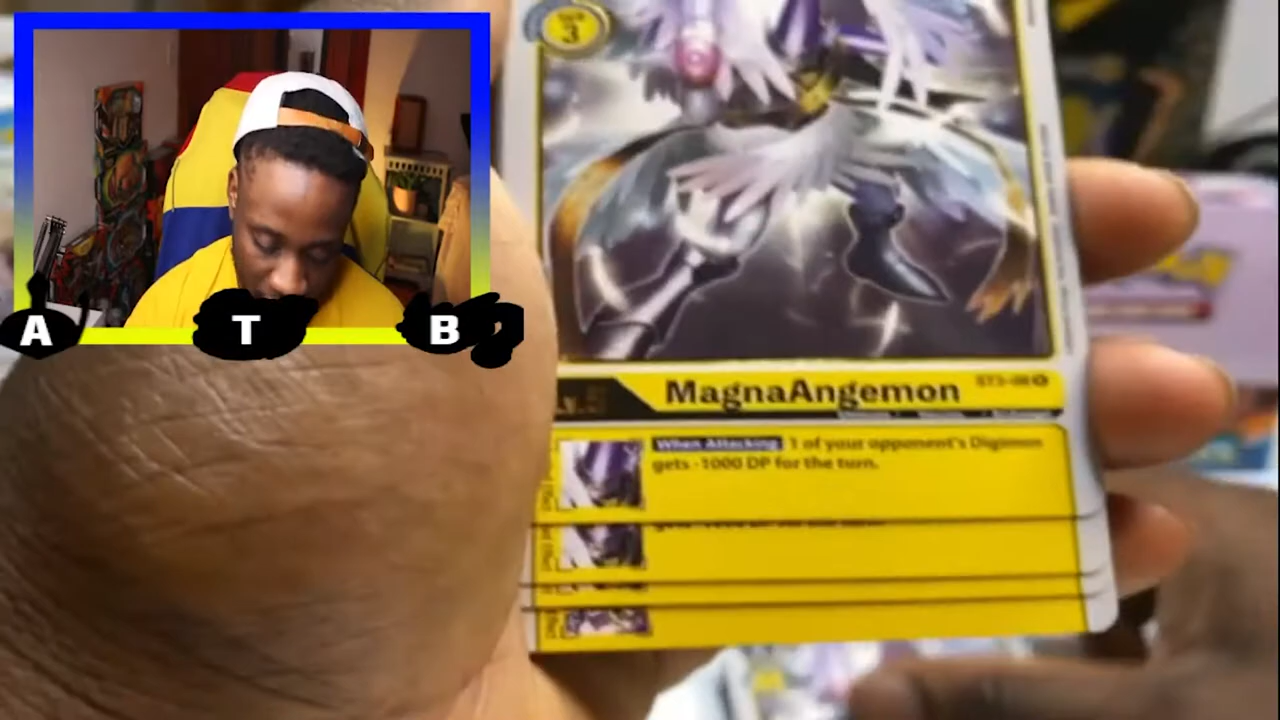 3
A T B
MagnaAngemon
When Attacking 1 of your opponent's Digimon
gets -1000 DP for the turn.